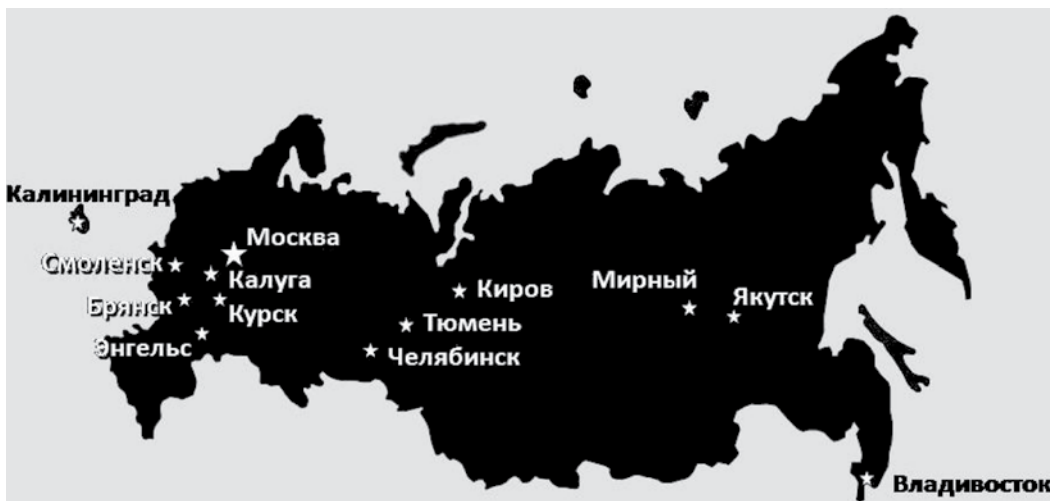 Калининград
Москва
Смоленск
Калуга
Брянск
Курск
Энгельс
Киров
Тюмень
Челябинск
Мирный
Якутск
Владивосток